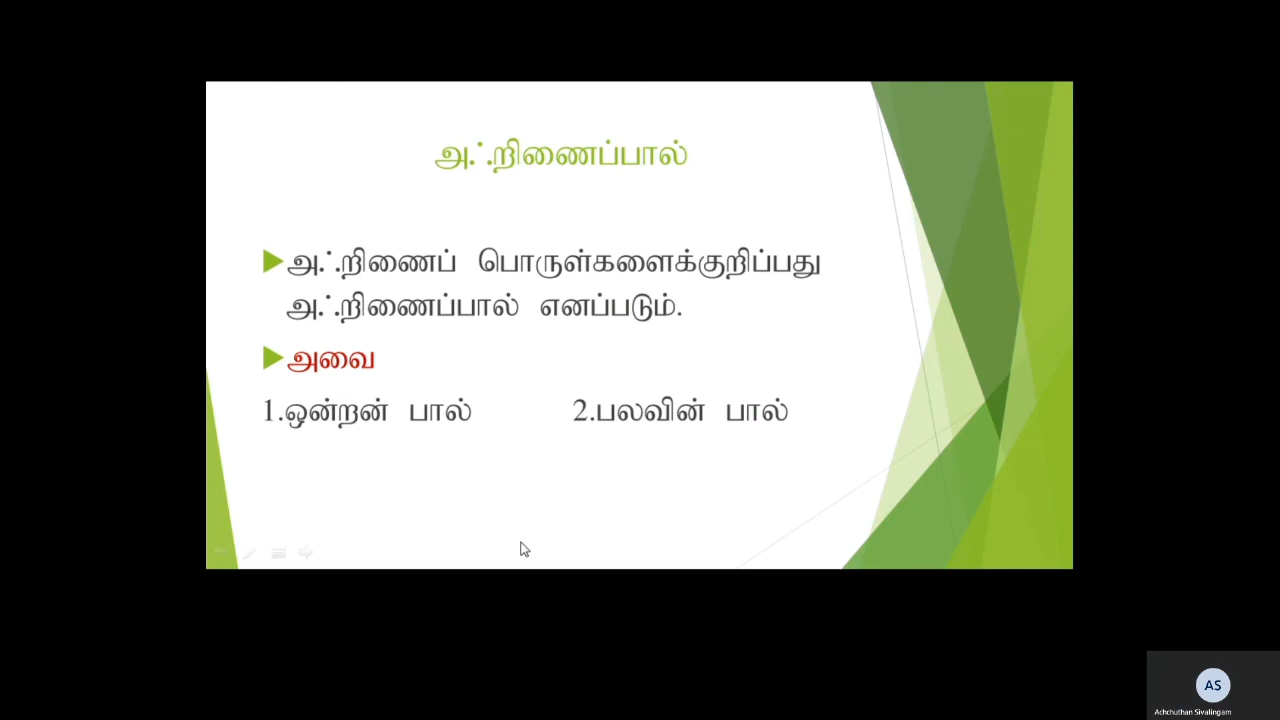 அஃறிணைப்பால்
அஃறிணைப் பொருள்களைக்குறிப்பது
அஃறிணைப்பால் எனப்படும்.
அவை
1.ஒன்றன் பால் 2.பலவின் பால்
AS
Achchuthan Sivalingam